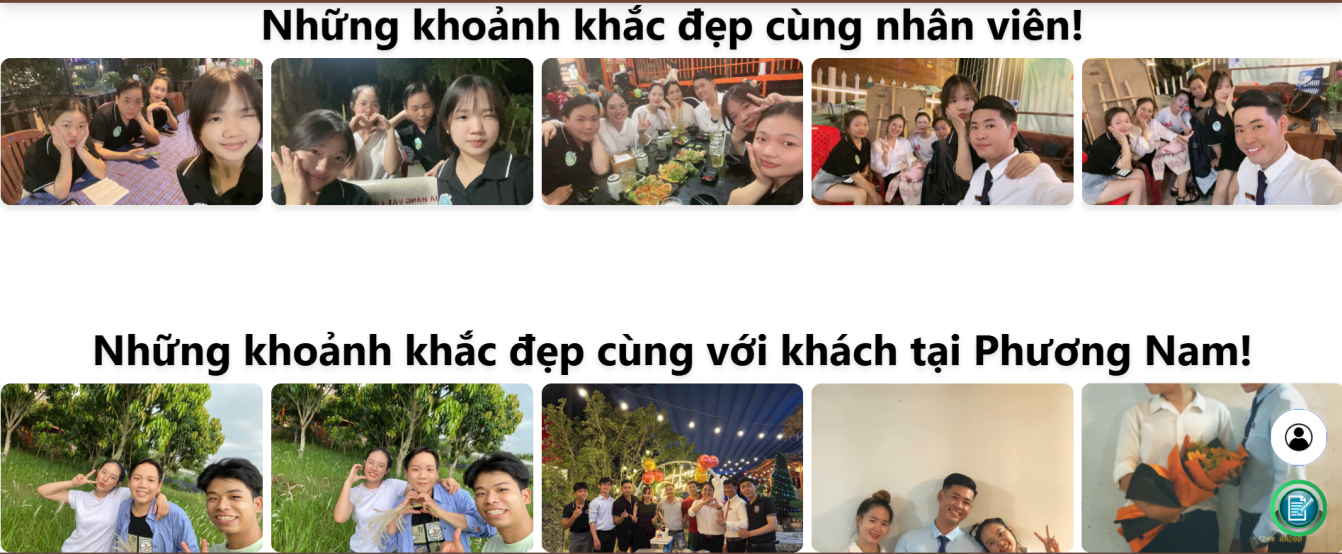 Những khoảnh khắc đẹp cùng nhân viên!
Những khoảnh khắc đẹp cùng với khách tại Phương Nam!